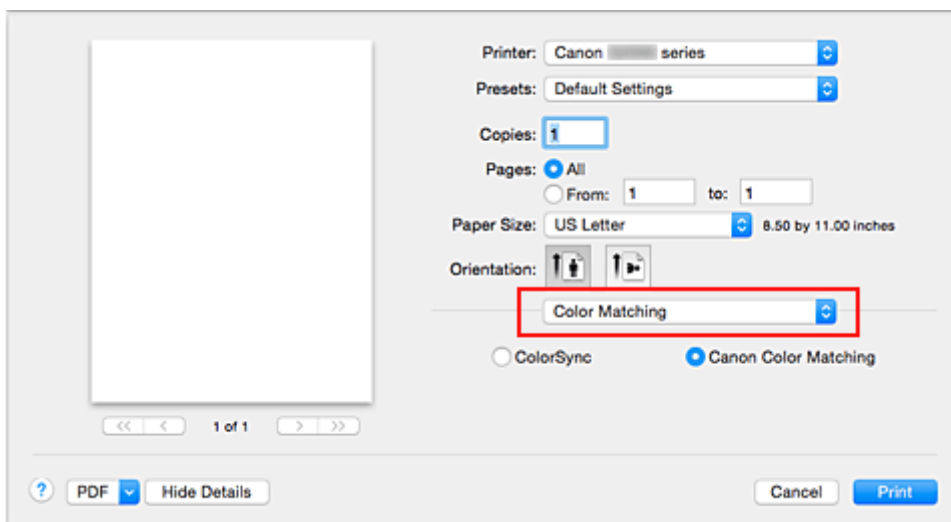 Printer: Canon series
Presets: Default Settings
Copies: 1
Pages: All
From: 1 to: 1
Paper Size: US Letter 8.50 by 11.00 inches
Orientation:
Color Matching
ColorSync Canon Color Matching
<< < 1 of 1 > >>
? PDF Hide Details Cancel Print